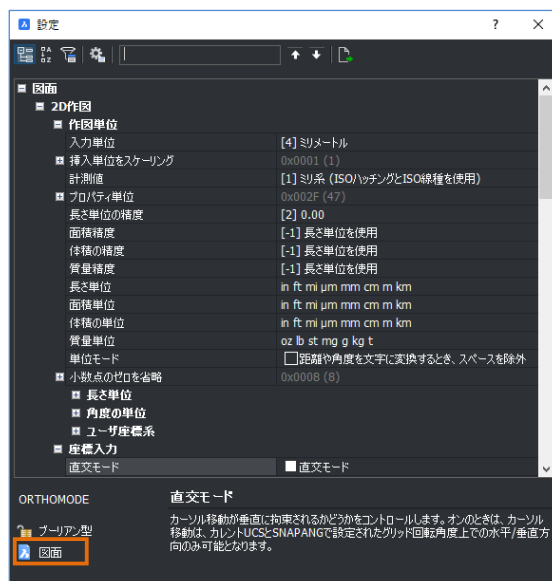 設定
図面
2D作図
作図単位
入力単位 [4] ミリメートル
挿入単位をスケーリング 0x0001 (1)
計測値 [1] ミリ系 (ISOハッチングとISO線種を使用)
プロパティ単位 0x002F (47)
長さ単位の精度 [2] 0.00
面積精度 [-1] 長さ単位を使用
体積の精度 [-1] 長さ単位を使用
質量精度 [-1] 長さ単位を使用
長さ単位 in ft mi μm mm cm m km
面積単位 in ft mi μm mm cm m km
体積の単位 in ft mi μm mm cm m km
質量単位 oz lb st mg g kg t
単位モード 距離や角度を文字に変換するとき、スペースを除外
小数点のゼロを省略 0x0008 (8)
長さ単位
角度の単位
ユーザ座標系
座標入力
直交モード 直交モード
ORTHOMODE
ブーリアン型
図面
直交モード
カーソル移動が垂直に拘束されるかどうかをコントロールします。オンのときは、カーソル
移動は、カレントUCSとSNAPANGで設定されたグリッド回転角度上での水平/垂直方
向のみ可能となります。